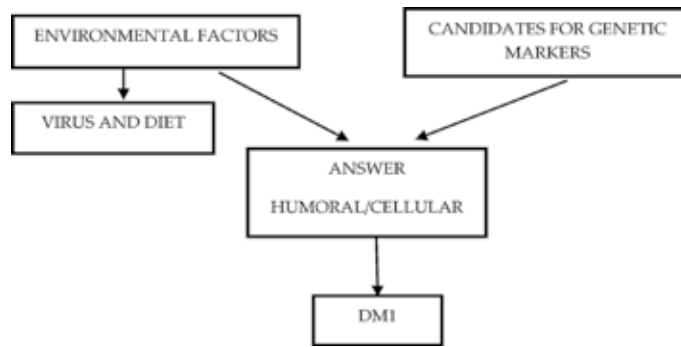 ENVIRONMENTAL FACTORS
CANDIDATES FOR GENETIC
MARKERS
VIRUS AND DIET
ANSWER
HUMORAL/CELLULAR
DM1